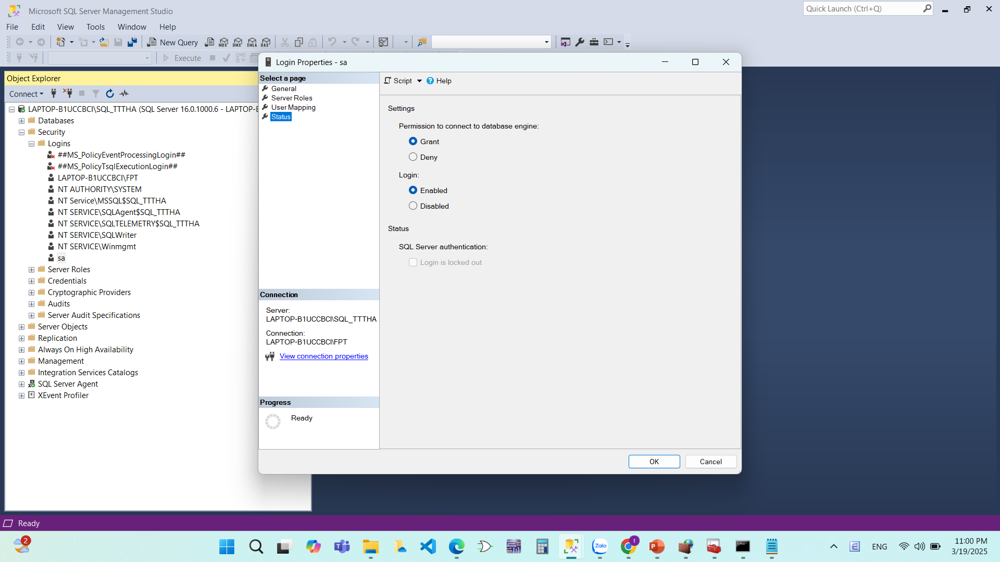 Microsoft SQL Server Management Studio
Quick Launch (Ctrl+Q)
File Edit View Tools Window Help
New Query MDX DMX XMLA DAX
Execute
Object Explorer
Connect
LAPTOP-B1UCCBCI\SQL_TTTHA (SQL Server 16.0.1000.6 - LAPTOP-
Databases
Security
Logins
##MS_PolicyEventProcessingLogin##
##MS_PolicyTsqlExecutionLogin##
LAPTOP-B1UCCBCI\FPT
NT AUTHORITY\SYSTEM
NT Service\MSSQL$SQL_TTTHA
NT SERVICE\SQLAgent$SQL_TTTHA
NT SERVICE\SQLTELEMETRY$SQL_TTTHA
NT SERVICE\SQLWriter
NT SERVICE\Winmgmt
sa
Server Roles
Credentials
Cryptographic Providers
Audits
Server Audit Specifications
Server Objects
Replication
Always On High Availability
Management
Integration Services Catalogs
SQL Server Agent
XEvent Profiler
Login Properties - sa
Select a page
General
Server Roles
User Mapping
Status
Connection
Server:
LAPTOP-B1UCCBCI\SQL_TTTHA
Connection:
LAPTOP-B1UCCBCI\FPT
View connection properties
Progress
Ready
Script Help
Settings
Permission to connect to database engine:
Grant
Deny
Login:
Enabled
Disabled
Status
SQL Server authentication:
Login is locked out
OK Cancel
Ready
2
Zalo
t
P
E
ENG
11:00 PM
3/19/2025